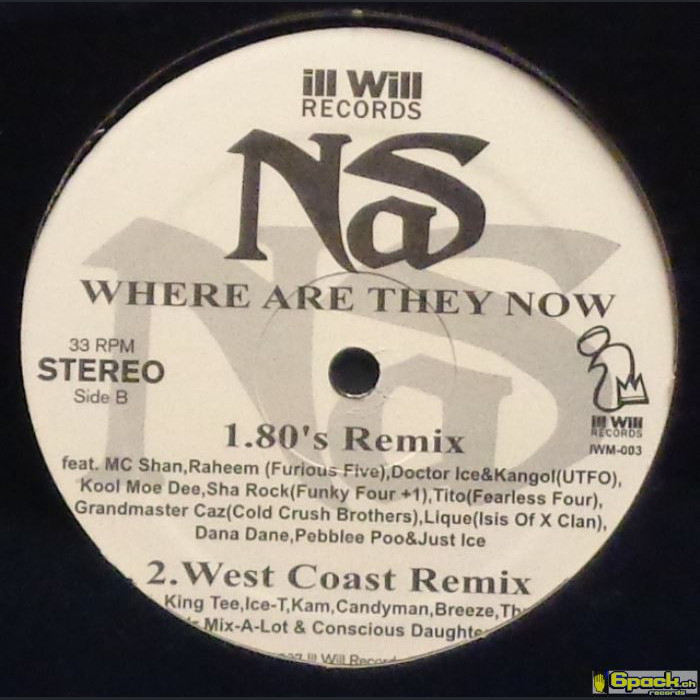 ill Will
RECORDS
NaS
WHERE ARE THEY NOW
33 RPM
STEREO
Side B
ill Will
RECORDS
IWM-003
1.80's Remix
feat. MC Shan,Raheem (Furious Five),Doctor Ice&Kangol(UTFO),
Kool Moe Dee,Sha Rock(Funky Four +1),Tito(Fearless Four),
Grandmaster Caz(Cold Crush Brothers),Lique(Isis Of X Clan),
Dana Dane,Pebblee Poo&Just Ice
2.West Coast Remix
King Tee,Ice-T,Kam,Candyman,Breeze,
Mix-A-Lot & Conscious
Ill Will
6pack.ch
records